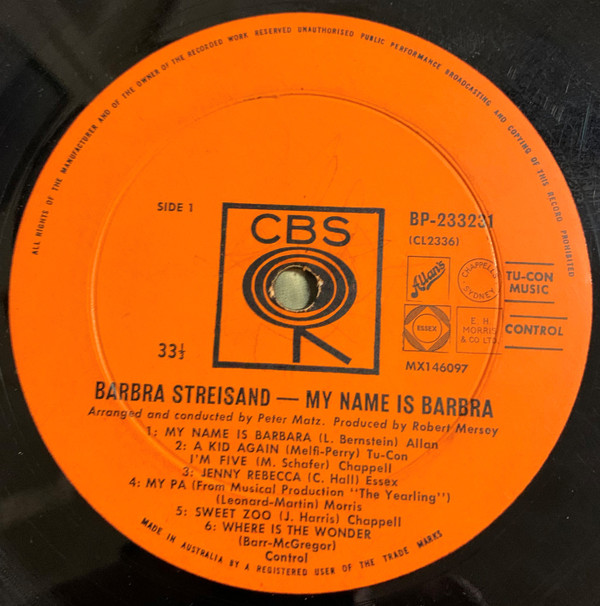 ALL RIGHTS OF THE MANUFACTURER AND OF THE OWNER OF THE RECORDED WORK RESERVED UNAUTHORISED PUBLIC PERFORMANCE BROADCASTING AND COPYING OF THIS RECORD PROHIBITED
SIDE 1
CBS
BP-233231
(CL2336)
Allan's
CHAPPELL SYDNEY
TU-CON
MUSIC
ESSEX
E. H.
MORRIS
& CO. LTD.
CONTROL
33⅓
MX146097
BARBRA STREISAND — MY NAME IS BARBRA
Arranged and conducted by Peter Matz. Produced by Robert Mersey
1: MY NAME IS BARBARA (L. Bernstein) Allan
2: A KID AGAIN (Melfi-Perry) Tu-Con
I'M FIVE (M. Schafer) Chappell
3: JENNY REBECCA (C. Hall) Essex
4: MY PA (From Musical Production "The Yearling")
(Leonard-Martin) Morris
5: SWEET ZOO (J. Harris) Chappell
6: WHERE IS THE WONDER
(Barr-McGregor)
Control
MADE IN AUSTRALIA BY A REGISTERED USER OF THE TRADE MARKS